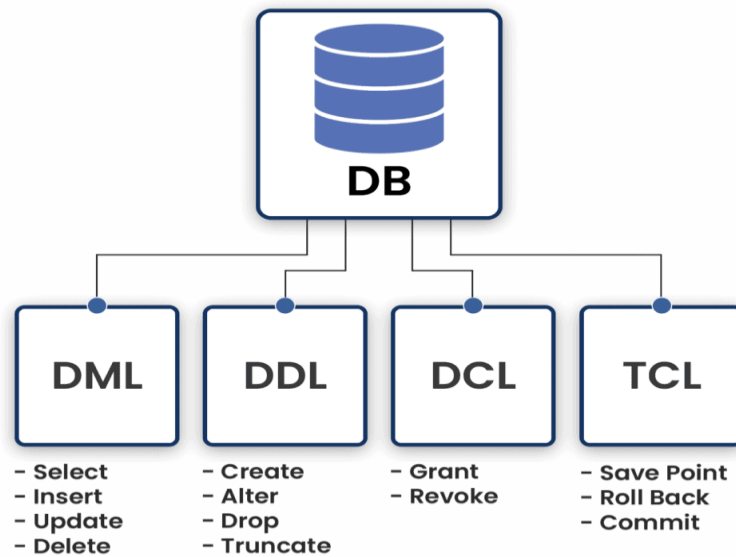 DB
DML
DDL
DCL
TCL
- Select
- Insert
- Update
- Delete
- Create
- Alter
- Drop
- Truncate
- Grant
- Revoke
- Save Point
- Roll Back
- Commit